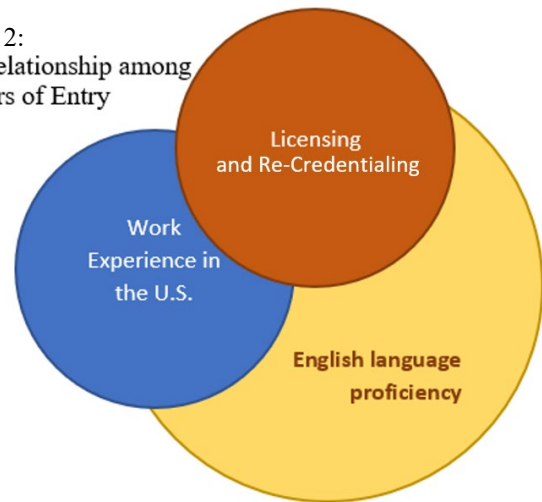 2:
elationship among
rs of Entry
Licensing
and Re-Credentialing
Work
Experience in
the U.S.
English language
proficiency